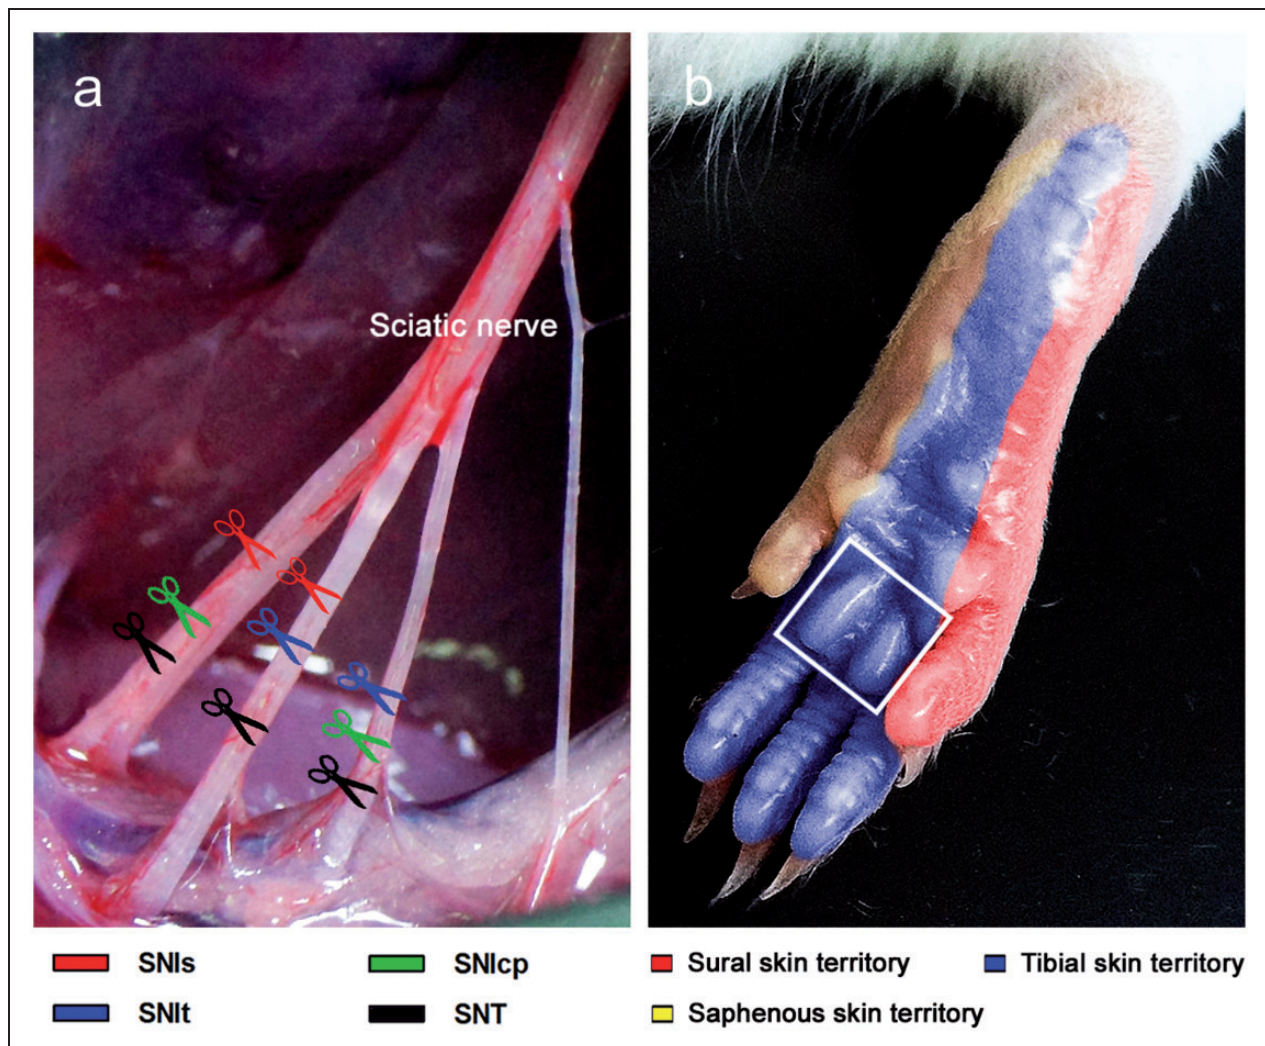 a
b
Sciatic nerve
SNIs
SNIcp
SNIt
SNT
Sural skin territory
Tibial skin territory
Saphenous skin territory